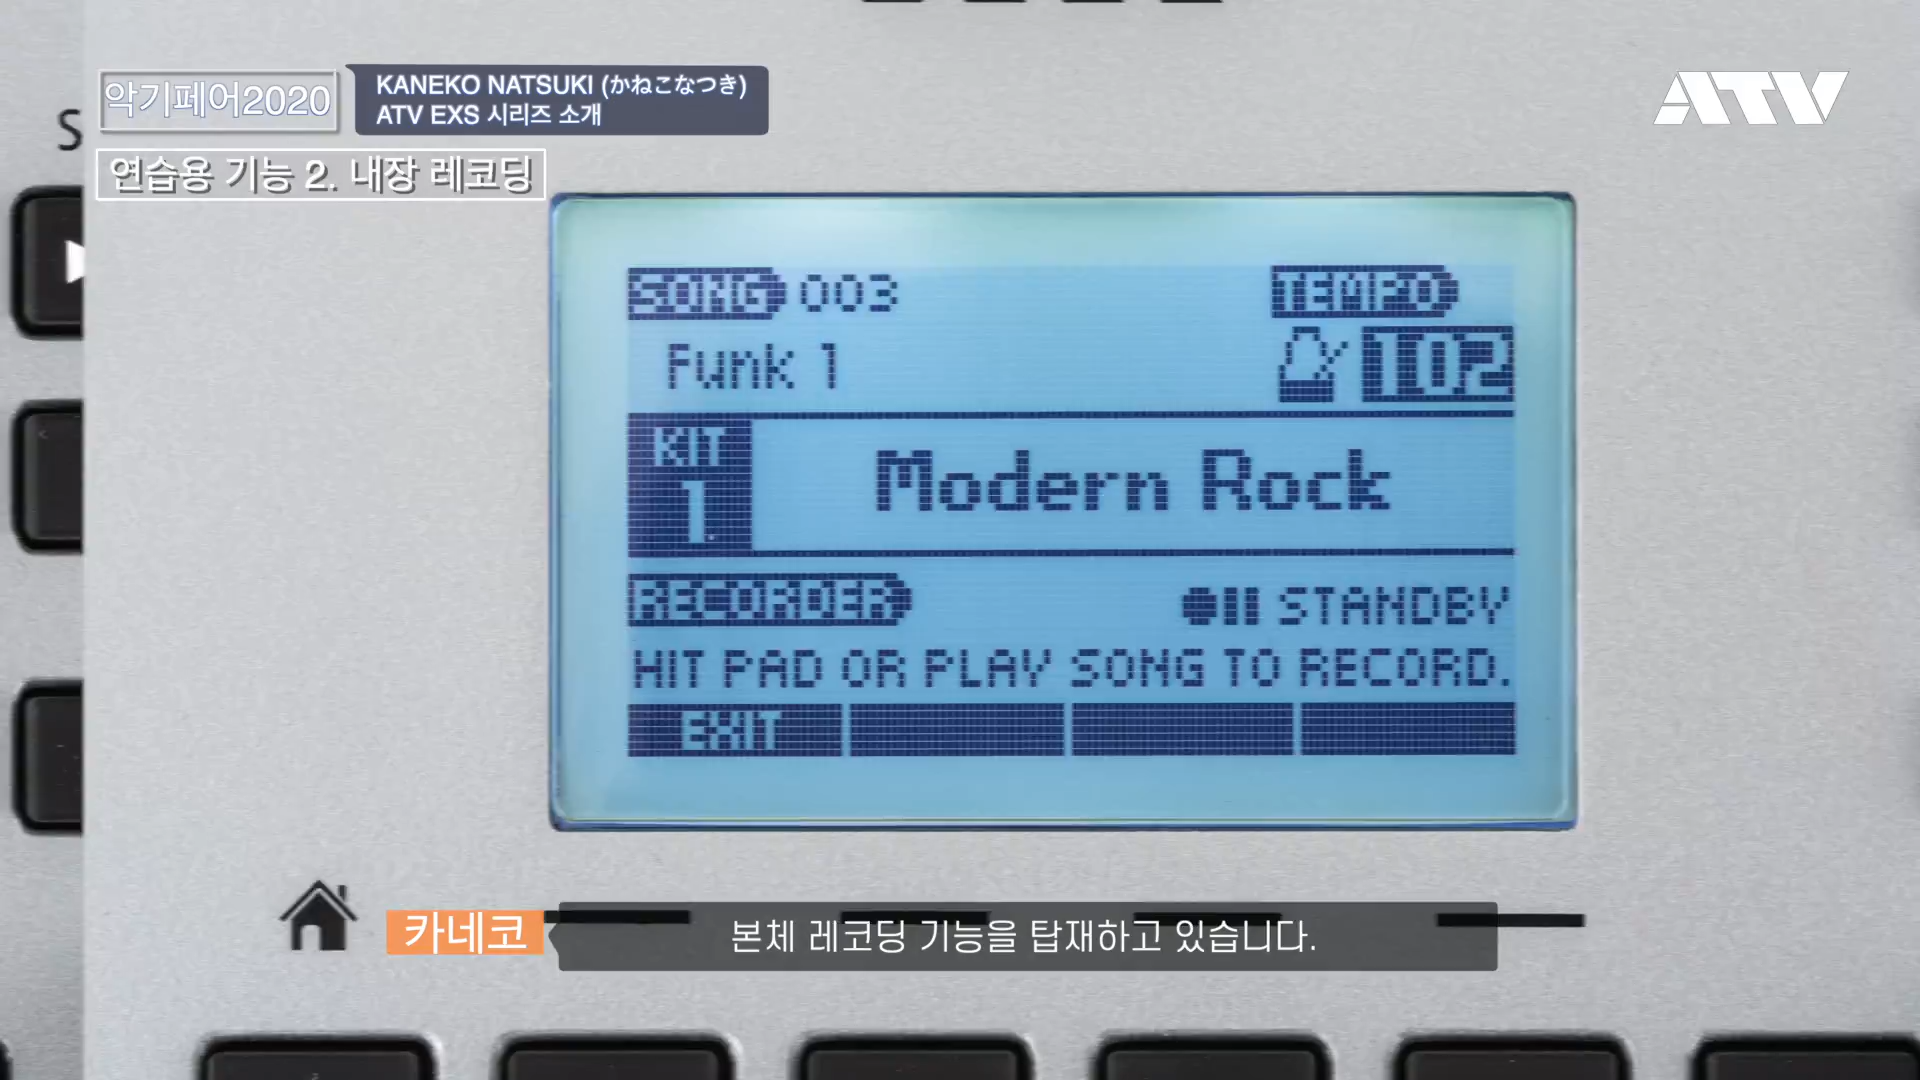 악기페어2020
KANEKO NATSUKI (かねこなつき)
ATV EXS 시리즈 소개
ATV
S
연습용 기능 2. 내장 레코딩
SONG 003
TEMPO
Funk 1
102
KIT
1
Modern Rock
RECORDER
STANDBY
HIT PAD OR PLAY SONG TO RECORD.
EXIT
카네코
본체 레코딩 기능을 탑재하고 있습니다.